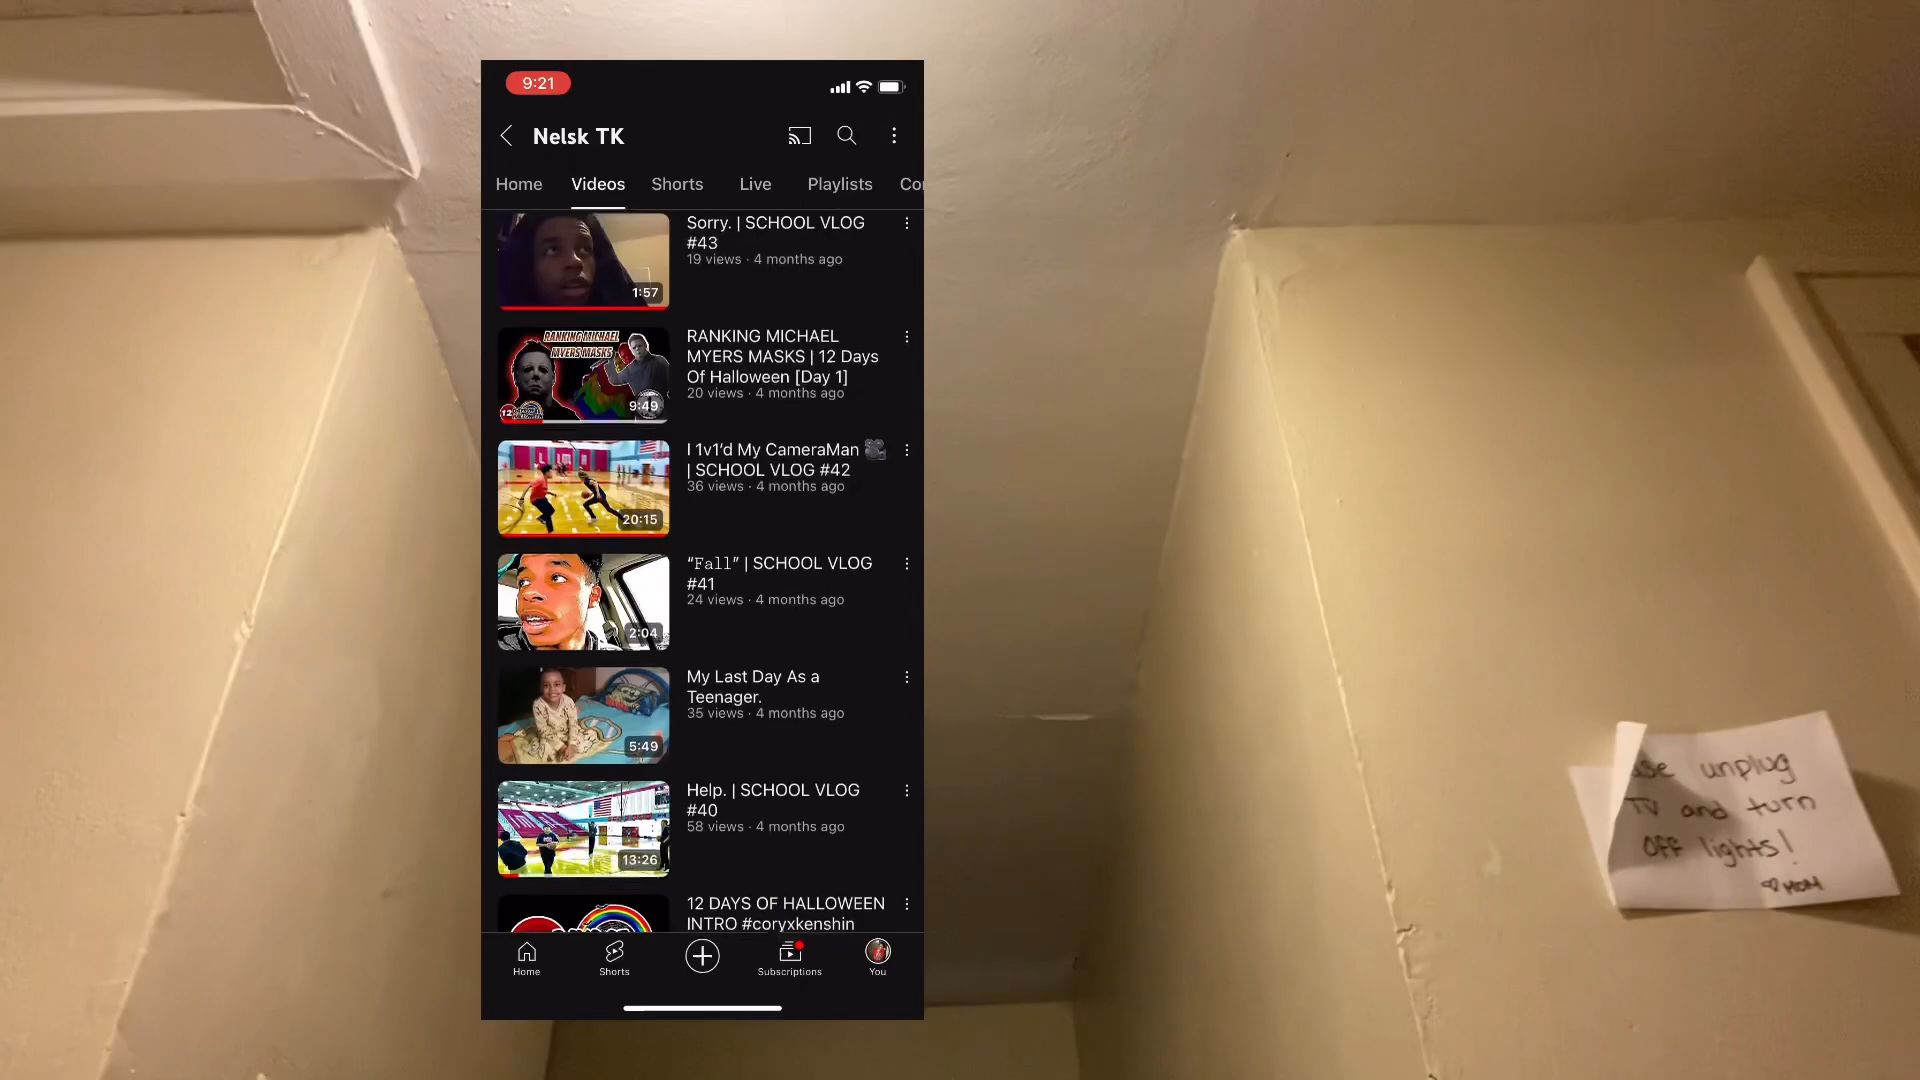 9:21
Nelsk TK
Home Videos Shorts Live Playlists Co
Sorry. | SCHOOL VLOG
#43
19 views · 4 months ago
1:57
RANKING MICHAEL
MYERS MASKS
RANKING MICHAEL
MYERS MASKS | 12 Days
Of Halloween [Day 1]
20 views · 4 months ago
9:49
12
LIMA
I 1v1'd My CameraMan 🎥
| SCHOOL VLOG #42
36 views · 4 months ago
20:15
“Fall” | SCHOOL VLOG
#41
24 views · 4 months ago
2:04
My Last Day As a
Teenager.
35 views · 4 months ago
5:49
Help. | SCHOOL VLOG
#40
58 views · 4 months ago
13:26
12 DAYS OF HALLOWEEN
INTRO #coryxkenshin
Home Shorts Subscriptions You
unplug
TV and turn
OFF lights!
♡ MOM